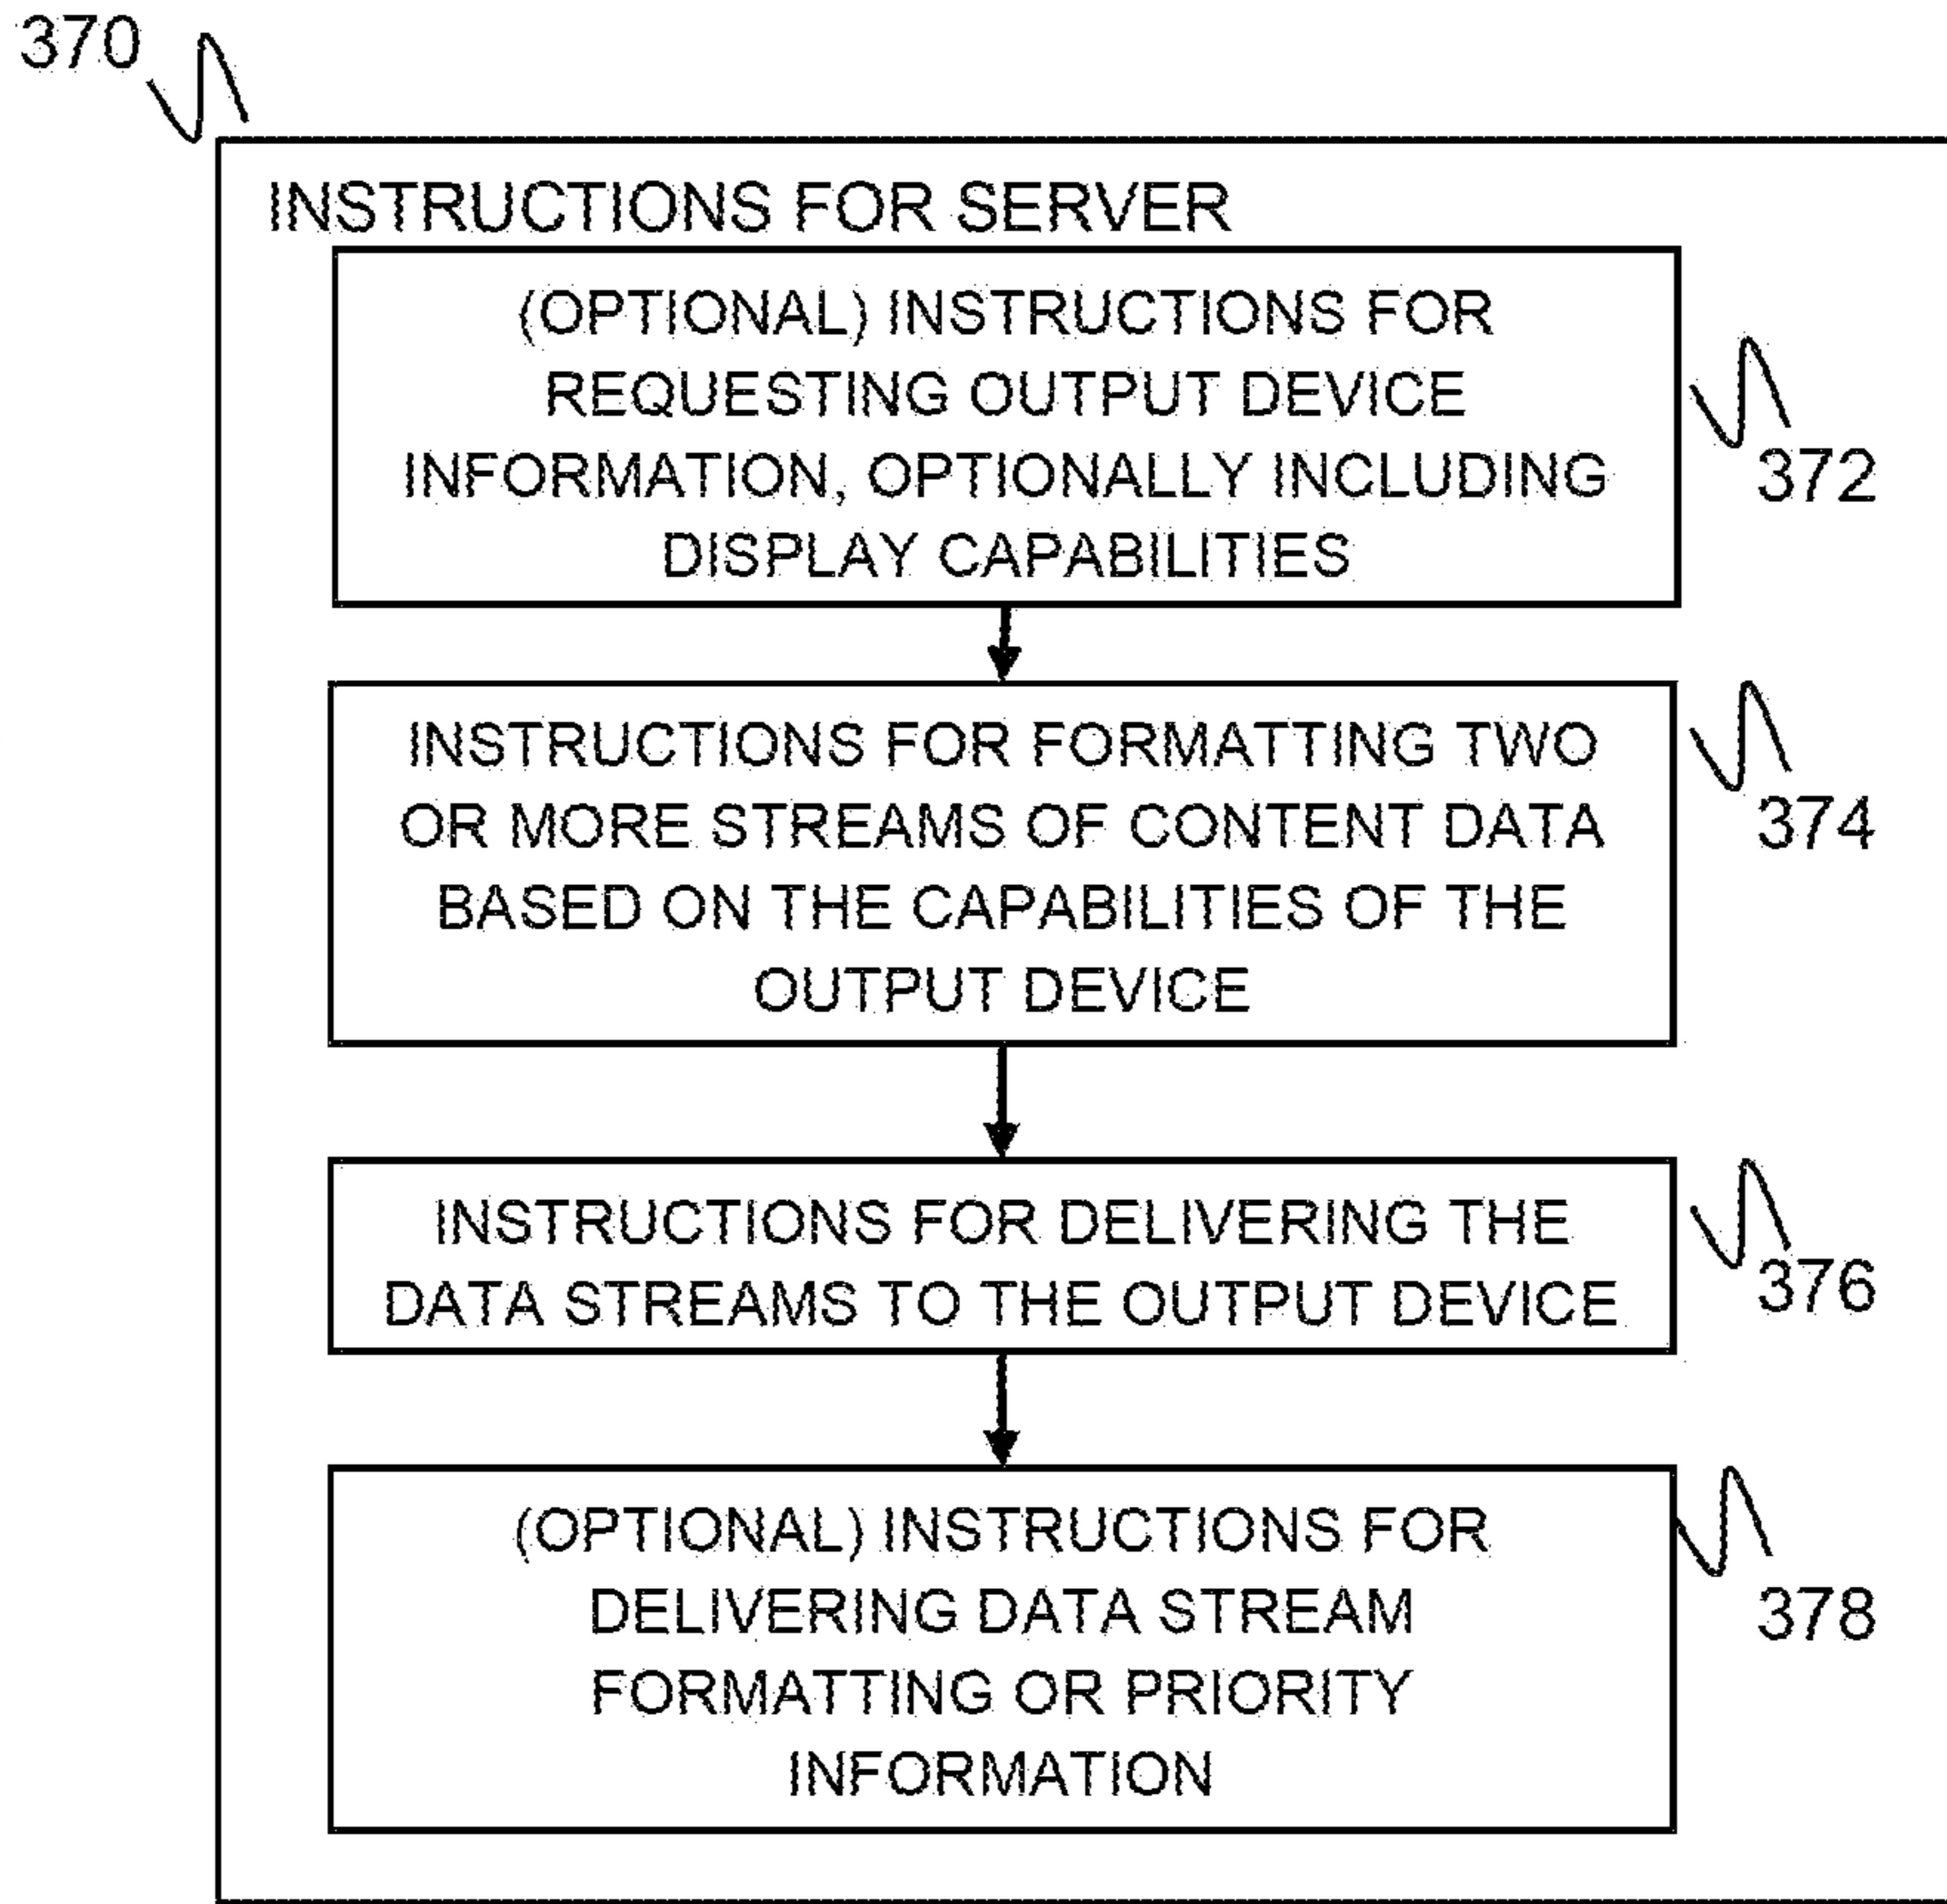 370
INSTRUCTIONS FOR SERVER
(OPTIONAL) INSTRUCTIONS FOR
REQUESTING OUTPUT DEVICE
INFORMATION, OPTIONALLY INCLUDING
DISPLAY CAPABILITIES
372
INSTRUCTIONS FOR FORMATTING TWO
OR MORE STREAMS OF CONTENT DATA
BASED ON THE CAPABILITIES OF THE
OUTPUT DEVICE
374
INSTRUCTIONS FOR DELIVERING THE
DATA STREAMS TO THE OUTPUT DEVICE
376
(OPTIONAL) INSTRUCTIONS FOR
DELIVERING DATA STREAM
FORMATTING OR PRIORITY
INFORMATION
378